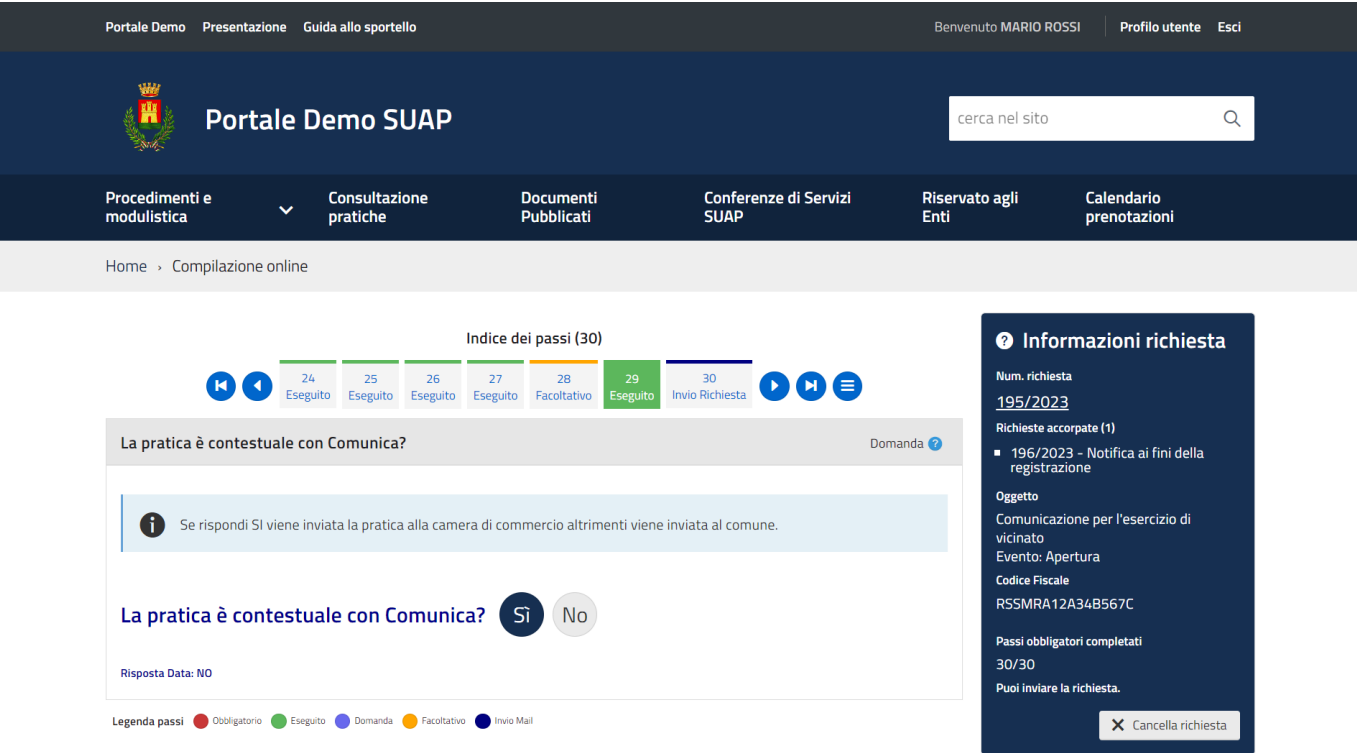 Portale Demo Presentazione Guida allo sportello
Benvenuto MARIO ROSSI Profilo utente Esci
Portale Demo SUAP
cerca nel sito
Procedimenti e modulistica
Consultazione pratiche
Documenti Pubblicati
Conferenze di Servizi SUAP
Riservato agli Enti
Calendario prenotazioni
Home › Compilazione online
Indice dei passi (30)
24 Eseguito
25 Eseguito
26 Eseguito
27 Eseguito
28 Facoltativo
29 Eseguito
30 Invio Richiesta
La pratica è contestuale con Comunica?
Domanda ?
Se rispondi SI viene inviata la pratica alla camera di commercio altrimenti viene inviata al comune.
La pratica è contestuale con Comunica? Sì No
Risposta Data: NO
Legenda passi Obbligatorio Eseguito Domanda Facoltativo Invio Mail
? Informazioni richiesta
Num. richiesta
195/2023
Richieste accorpate (1)
196/2023 - Notifica ai fini della
registrazione
Oggetto
Comunicazione per l'esercizio di
vicinato
Evento: Apertura
Codice Fiscale
RSSMRA12A34B567C
Passi obbligatori completati
30/30
Puoi inviare la richiesta.
Cancella richiesta